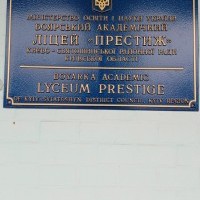 МІНІСТЕРСТВО ОСВІТИ І НАУКИ УКРАЇНИ
БОЯРСЬКИЙ АКАДЕМІЧНИЙ
ЛІЦЕЙ "ПРЕСТИЖ"
КИЄВО-СВЯТОШИНСЬКОЇ РАЙОННОЇ РАДИ
КИЇВСЬКОЇ ОБЛАСТІ
BOYARKA ACADEMIC
LYCEUM PRESTIGE
OF KYIV-SVIATOSHYN DISTRICT COUNCIL, KYIV REGION